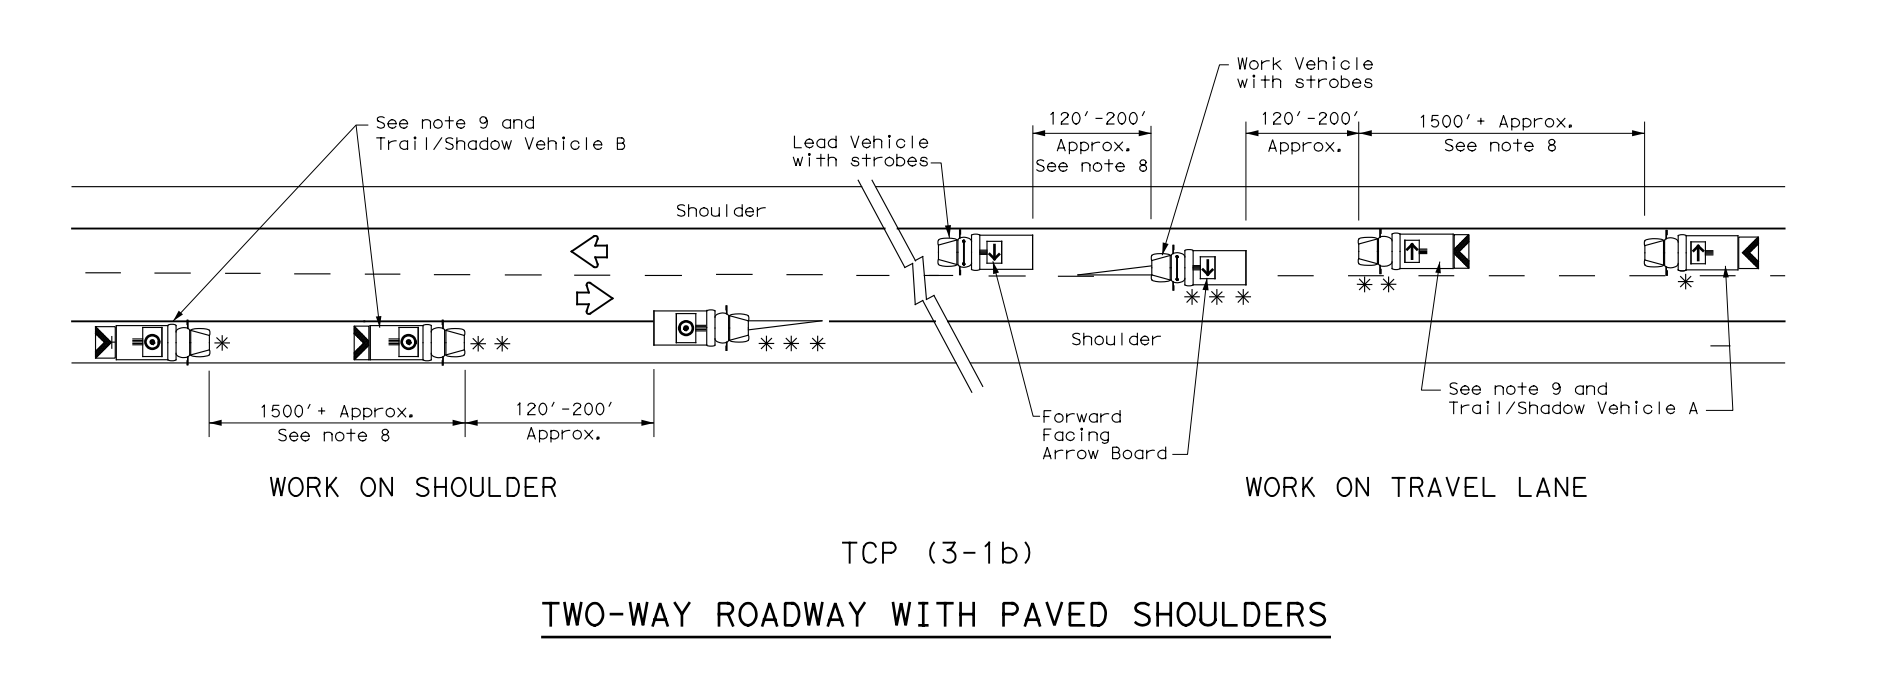 Work Vehicle
with strobes
See note 9 and
Trail/Shadow Vehicle B
Lead Vehicle
with strobes
120'-200'
Approx.
See note 8
120'-200'
Approx.
1500'+ Approx.
See note 8
Shoulder
Shoulder
1500'+ Approx.
See note 8
120'-200'
Approx.
Forward
Facing
Arrow Board
See note 9 and
Trail/Shadow Vehicle A
WORK ON SHOULDER
WORK ON TRAVEL LANE
TCP (3-1b)
TWO-WAY ROADWAY WITH PAVED SHOULDERS